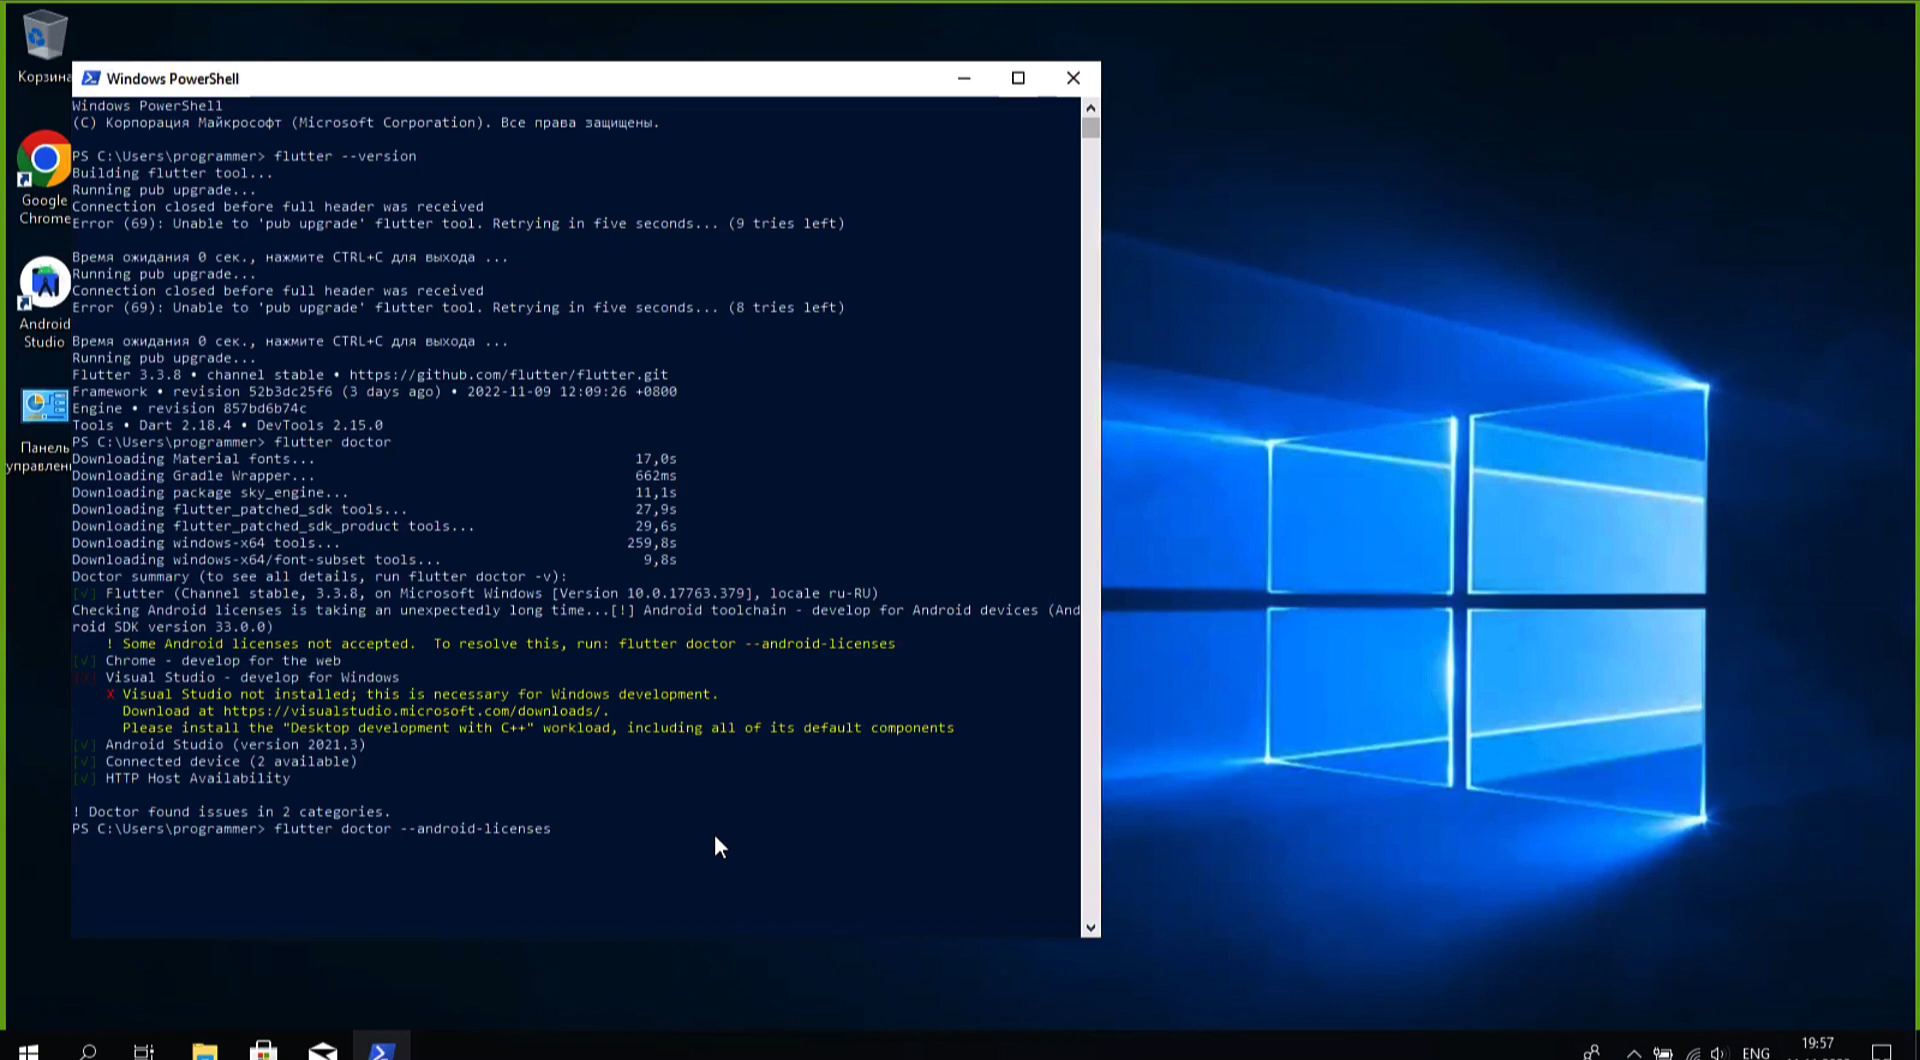 Корзина
Google
Chrome
Android
Studio
Панель
управлен
Windows PowerShell
Windows PowerShell
(C) Корпорация Майкрософт (Microsoft Corporation). Все права защищены.
PS C:\Users\programmer> flutter --version
Building flutter tool...
Running pub upgrade...
Connection closed before full header was received
Error (69): Unable to 'pub upgrade' flutter tool. Retrying in five seconds... (9 tries left)
Время ожидания 0 сек., нажмите CTRL+C для выхода ...
Running pub upgrade...
Connection closed before full header was received
Error (69): Unable to 'pub upgrade' flutter tool. Retrying in five seconds... (8 tries left)
Время ожидания 0 сек., нажмите CTRL+C для выхода ...
Running pub upgrade...
Flutter 3.3.8 • channel stable • https://github.com/flutter/flutter.git
Framework • revision 52b3dc25f6 (3 days ago) • 2022-11-09 12:09:26 +0800
Engine • revision 857bd6b74c
Tools • Dart 2.18.4 • DevTools 2.15.0
PS C:\Users\programmer> flutter doctor
Downloading Material fonts... 17,0s
Downloading Gradle Wrapper... 662ms
Downloading package sky_engine... 11,1s
Downloading flutter_patched_sdk tools... 27,9s
Downloading flutter_patched_sdk_product tools... 29,6s
Downloading windows-x64 tools... 259,8s
Downloading windows-x64/font-subset tools... 9,8s
Doctor summary (to see all details, run flutter doctor -v):
[√] Flutter (Channel stable, 3.3.8, on Microsoft Windows [Version 10.0.17763.379], locale ru-RU)
Checking Android licenses is taking an unexpectedly long time...[!] Android toolchain - develop for Android devices (And
roid SDK version 33.0.0)
! Some Android licenses not accepted.  To resolve this, run: flutter doctor --android-licenses
[√] Chrome - develop for the web
[X] Visual Studio - develop for Windows
X Visual Studio not installed; this is necessary for Windows development.
Download at https://visualstudio.microsoft.com/downloads/.
Please install the "Desktop development with C++" workload, including all of its default components
[√] Android Studio (version 2021.3)
[√] Connected device (2 available)
[√] HTTP Host Availability
! Doctor found issues in 2 categories.
PS C:\Users\programmer> flutter doctor --android-licenses
ENG
19:57